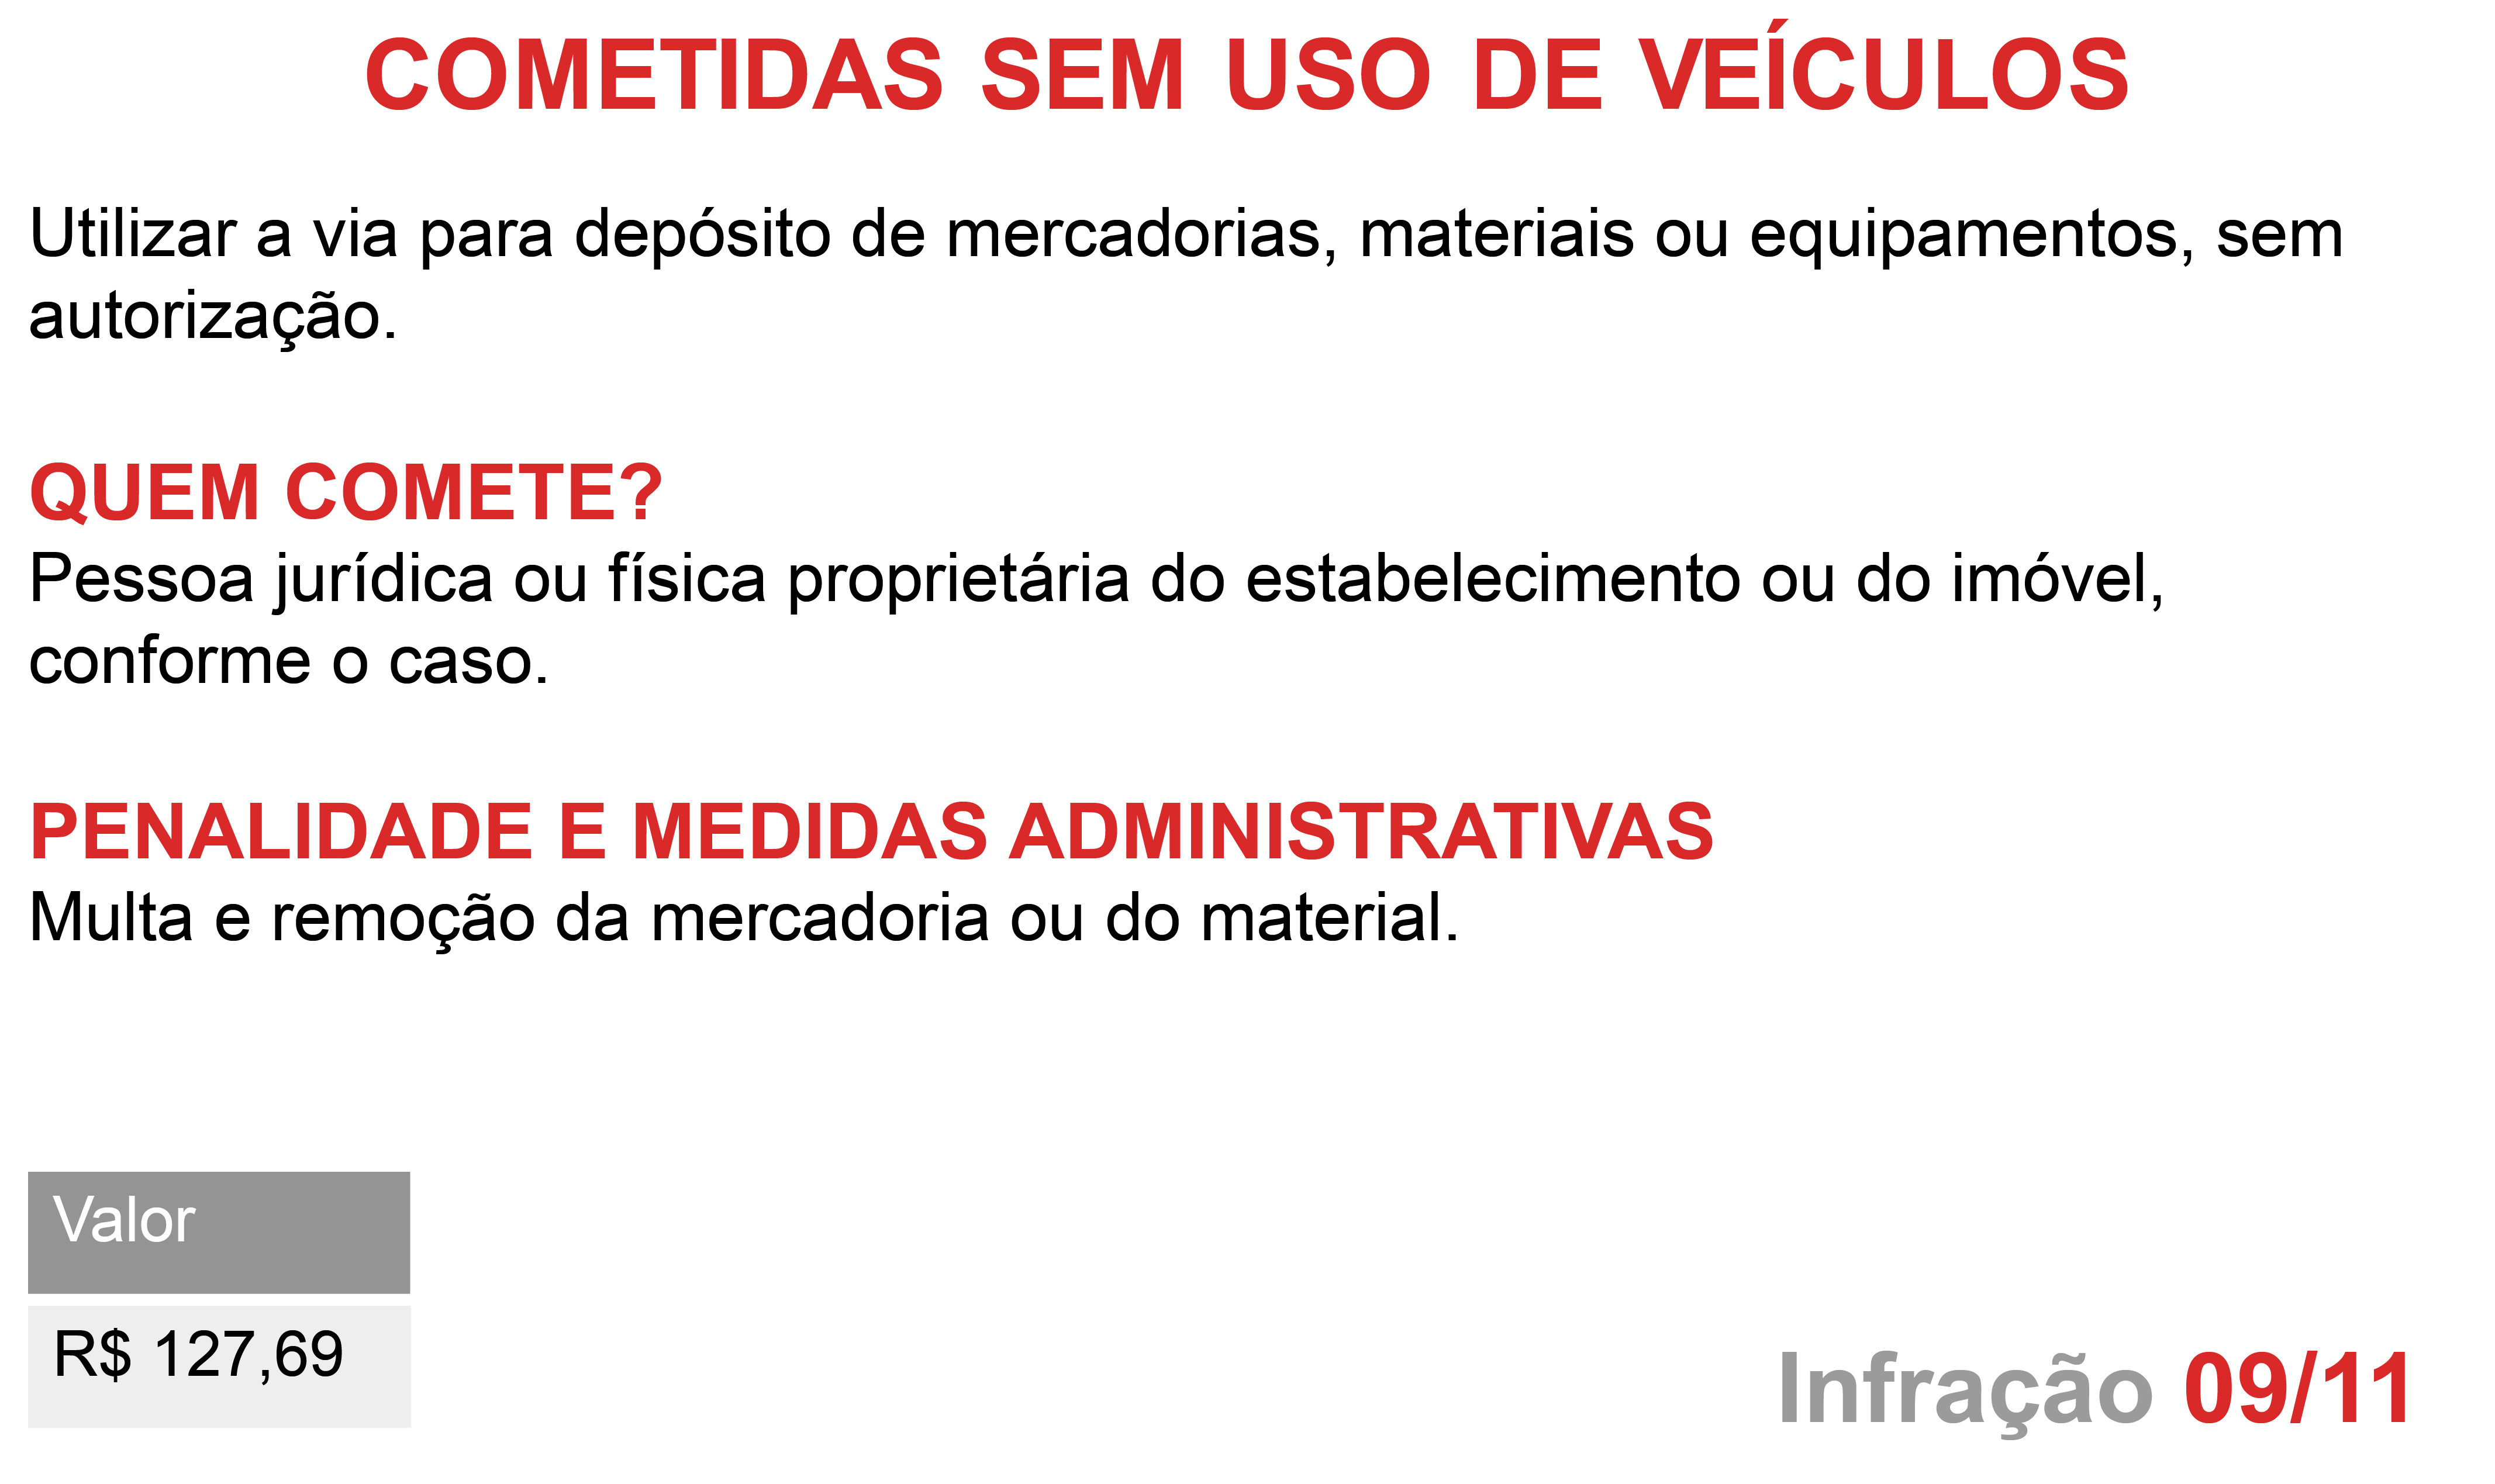 COMETIDAS SEM USO DE VEÍCULOS
Utilizar a via para depósito de mercadorias, materiais ou equipamentos, sem
autorização.
QUEM COMETE?
Pessoa jurídica ou física proprietária do estabelecimento ou do imóvel,
conforme o caso.
PENALIDADE E MEDIDAS ADMINISTRATIVAS
Multa e remoção da mercadoria ou do material.
Valor
R$ 127,69
Infração 09/11